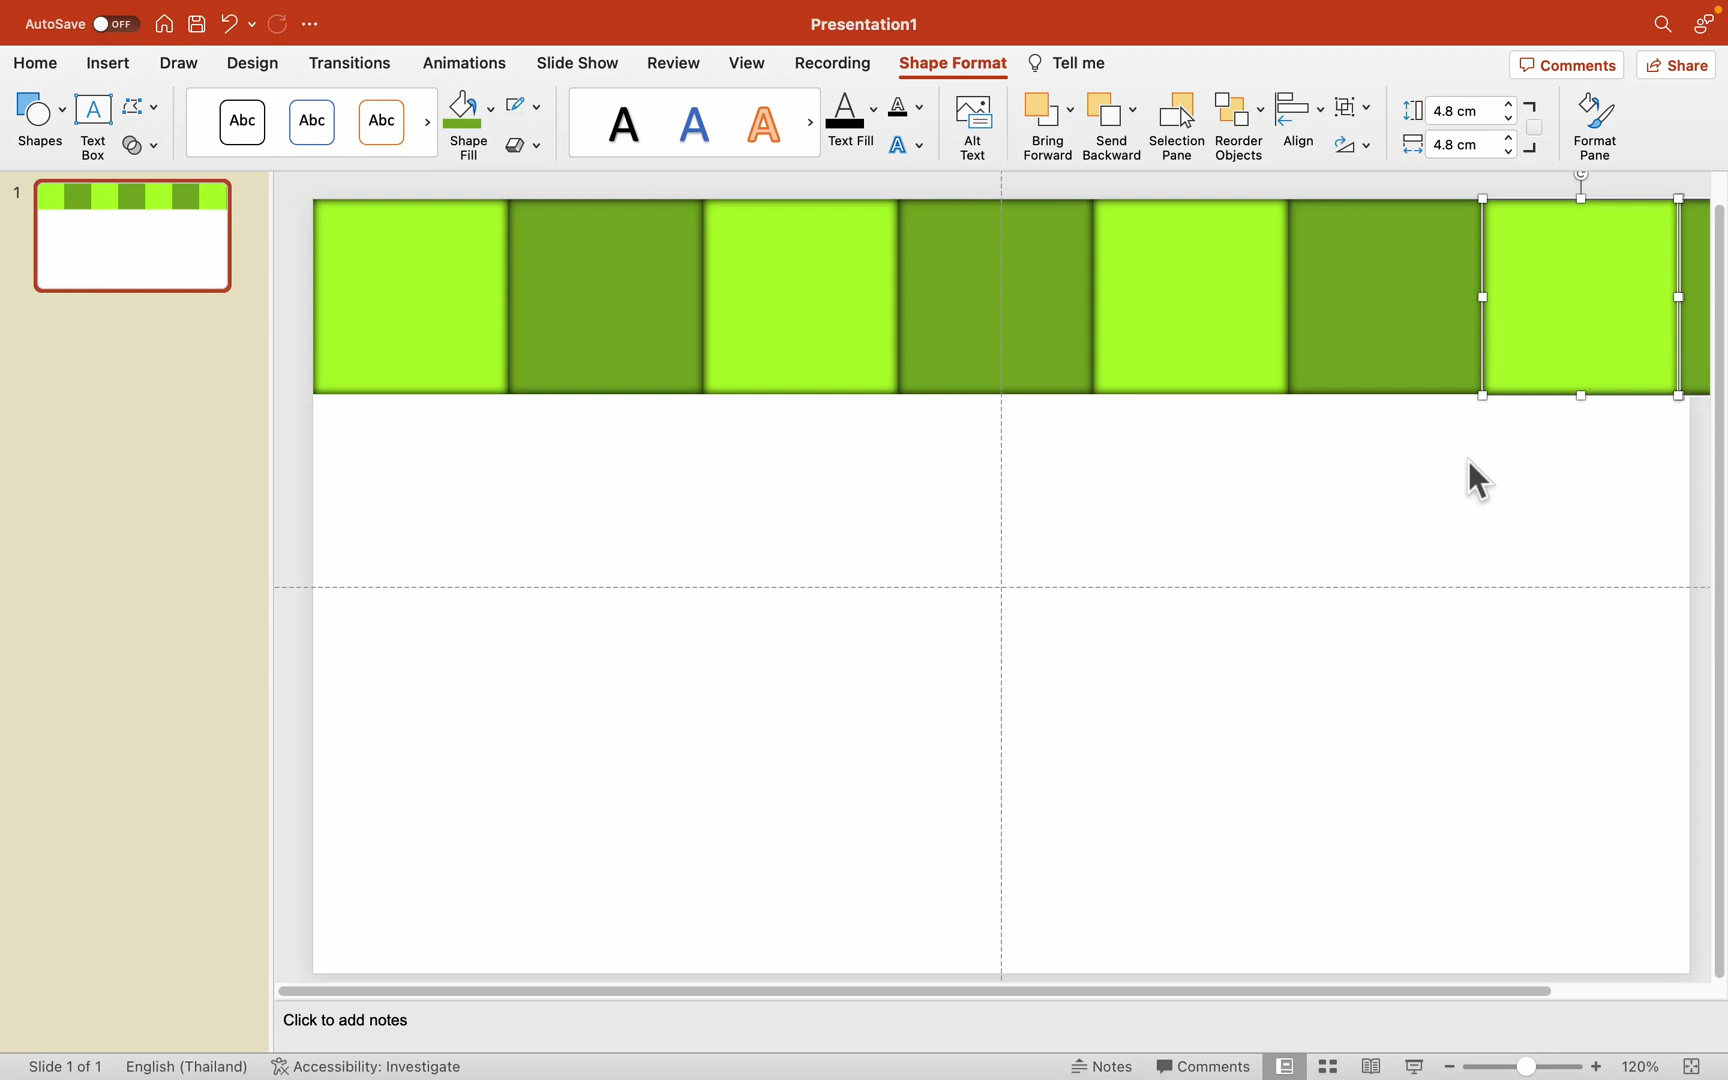 AutoSave OFF
Presentation1
Home Insert Draw Design Transitions Animations Slide Show Review View Recording Shape Format Tell me
Comments Share
Shapes
Text Box
Abc Abc Abc
Shape Fill
A A A
Text Fill
Alt Text
Bring Forward
Send Backward
Selection Pane
Reorder Objects
Align
4.8 cm
4.8 cm
Format Pane
1
Click to add notes
Slide 1 of 1 English (Thailand) Accessibility: Investigate Notes Comments 120%